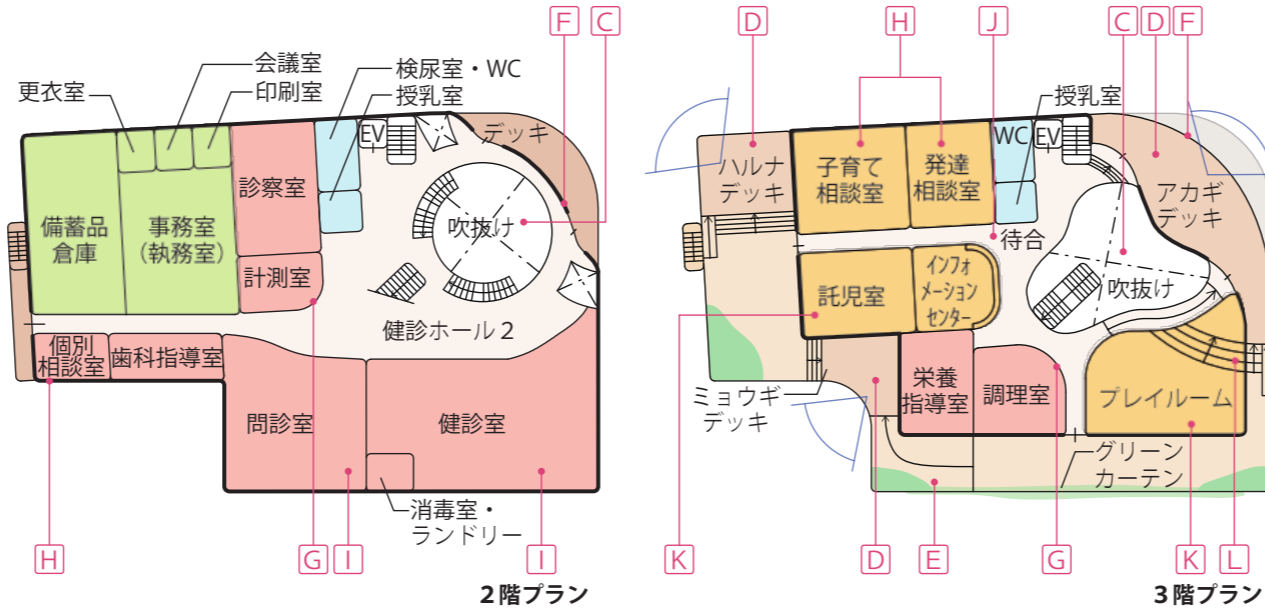 F
C
会議室
検尿室・WC
更衣室
印刷室
授乳室
EV
デッキ
診察室
備蓄品
倉庫
事務室
(執務室)
吹抜け
計測室
健診ホール２
個別
相談室
歯科指導室
問診室
健診室
消毒室・
ランドリー
H
G
I
I
２階プラン
D
H
J
C
D
F
授乳室
WC
EV
ハルナ
デッキ
子育て
相談室
発達
相談室
アカギ
デッキ
待合
託児室
インフォ
メーション
センター
吹抜け
ミョウギ
デッキ
栄養
指導室
調理室
プレイルーム
グリーン
カーテン
K
D
E
G
K
L
３階プラン